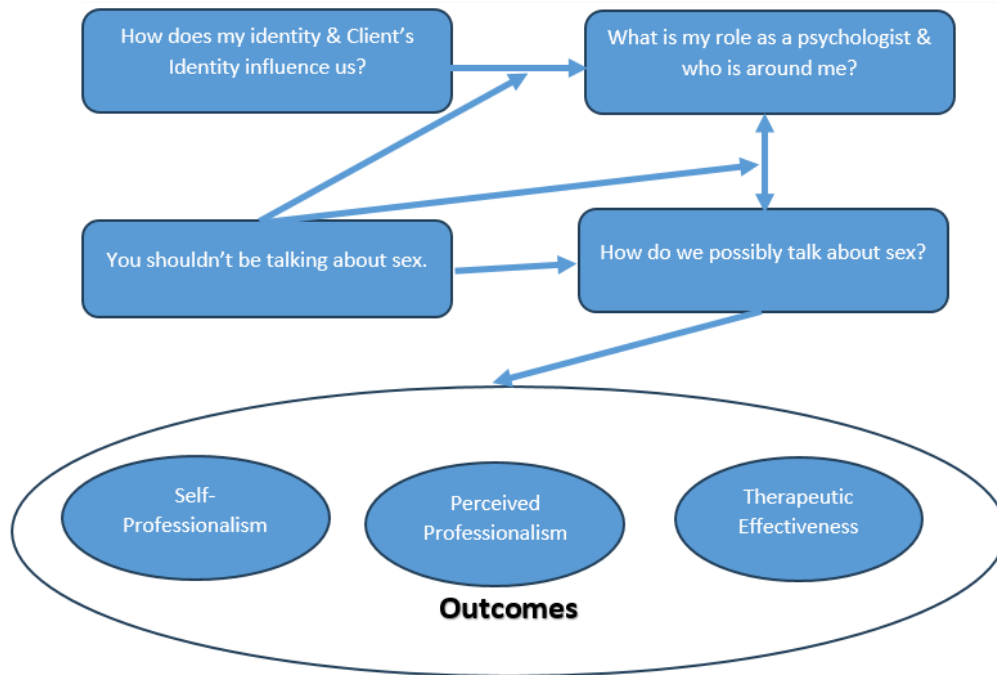 How does my identity & Client’s
Identity influence us?
What is my role as a psychologist &
who is around me?
You shouldn’t be talking about sex.
How do we possibly talk about sex?
Self-
Professionalism
Perceived
Professionalism
Therapeutic
Effectiveness
Outcomes